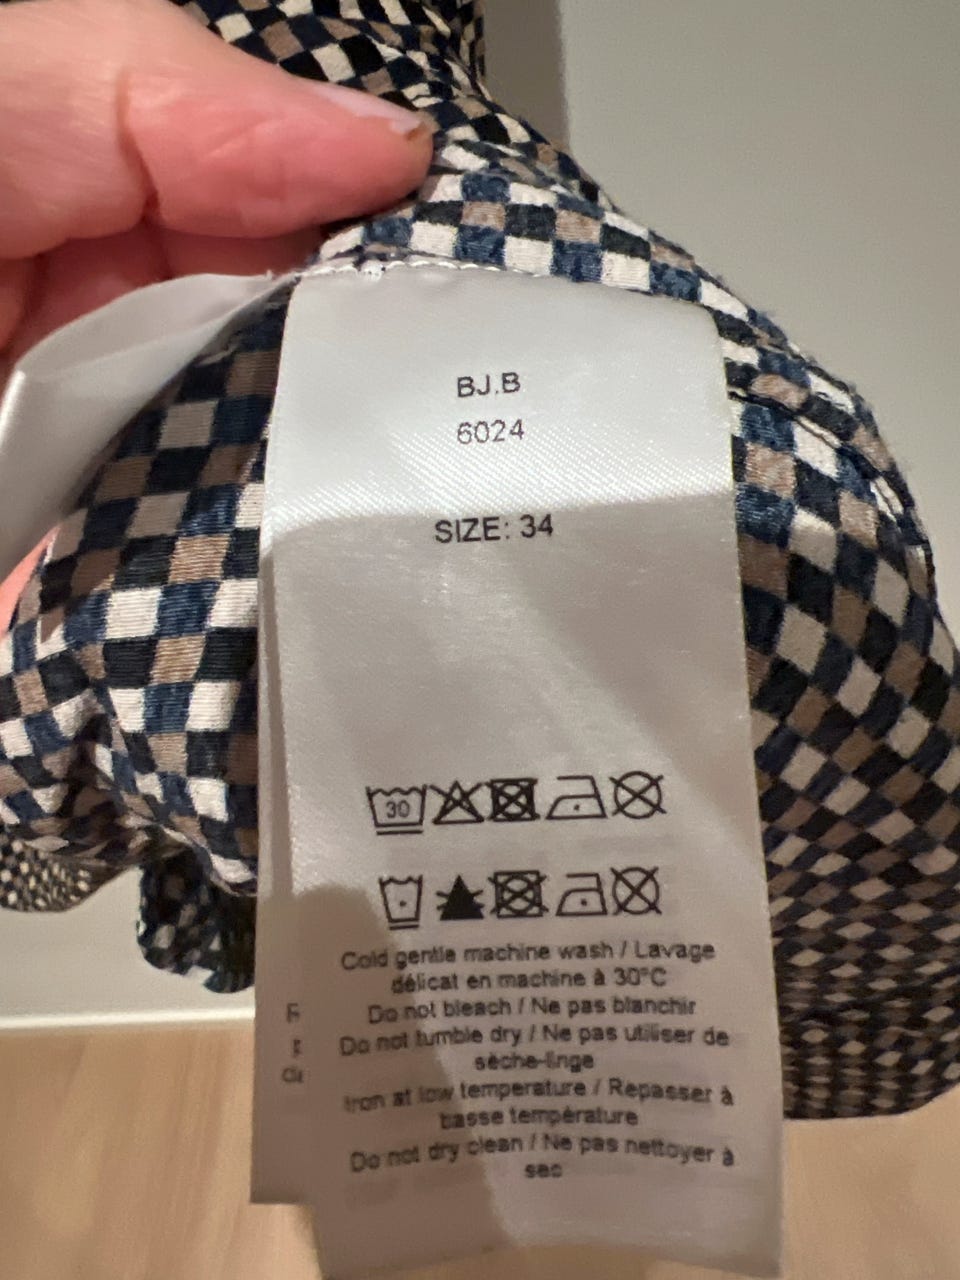 BJ.B
6024
SIZE: 34
30
Cold gentle machine wash / Lavage
délicat en machine à 30°C
Do not bleach / Ne pas blanchir
Do not tumble dry / Ne pas utiliser de
sèche-linge
Iron at low temperature / Repasser à
basse température
Do not dry clean / Ne pas nettoyer à
sec